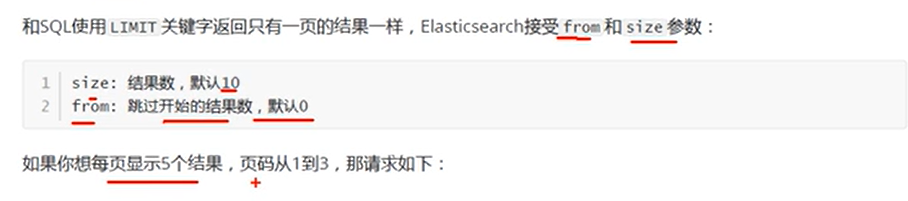 和SQL使用LIMIT关键字返回只有一页的结果一样，Elasticsearch接受from和size参数：
1 size: 结果数，默认10
2 from: 跳过开始的结果数，默认0
如果你想每页显示5个结果，页码从1到3，那请求如下：